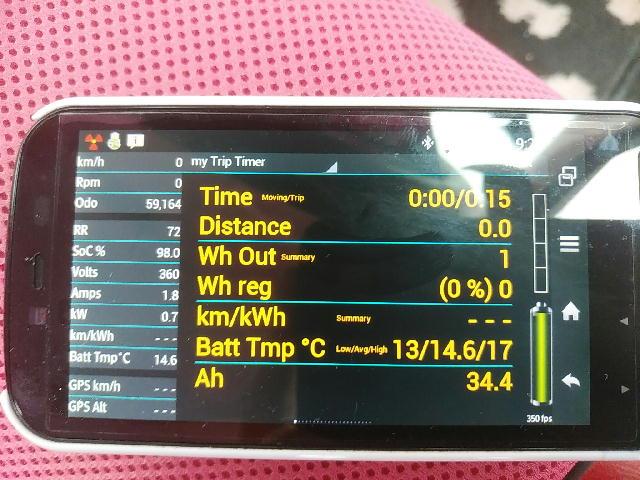 9:
km/h 0
Rpm 0
Odo 59,164
RR 72
SoC % 98.0
Volts 360
Amps 1.8
kW 0.7
km/kWh - - -
Batt Tmp°C 14.6
GPS km/h - - -
GPS Alt - - -
my Trip Timer
Time Moving/Trip 0:00/0:15
Distance 0.0
Wh Out Summary 1
Wh reg (0 %) 0
km/kWh Summary - - -
Batt Tmp °C Low/Avg/High 13/14.6/17
Ah 34.4
350 fps